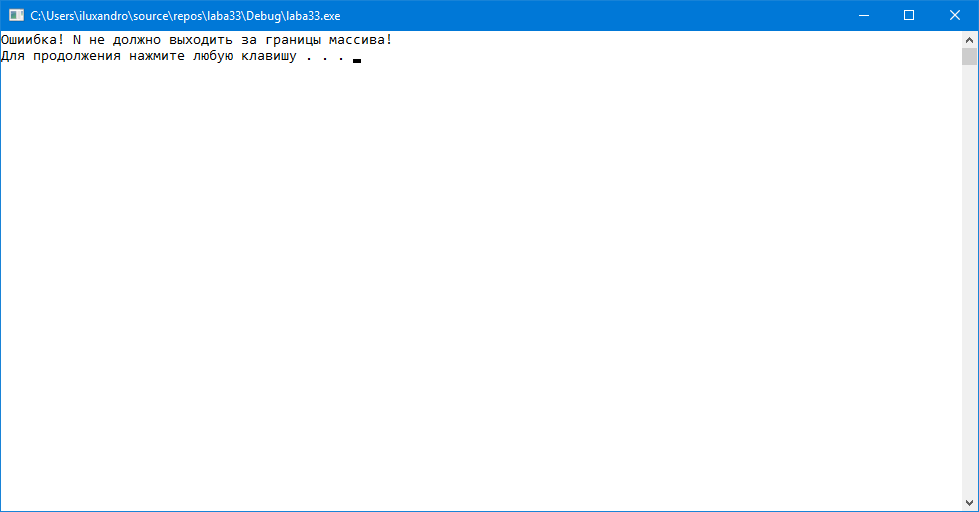 C:\Users\iluxandro\source\repos\laba33\Debug\laba33.exe
Ошиибка! N не должно выходить за границы массива!
Для продолжения нажмите любую клавишу . . .